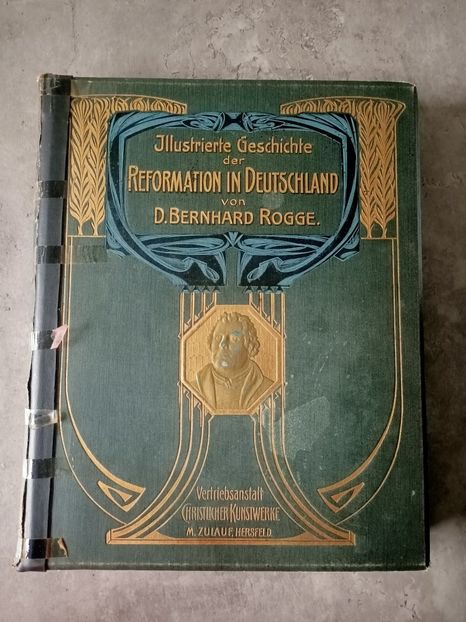 Illustrierte Geschichte
der
REFORMATION IN DEUTSCHLAND
von
D. BERNHARD ROGGE.
Vertriebsanstalt
CHRISTLICHER KUNSTWERKE
M. ZULAUF, HERSFELD.